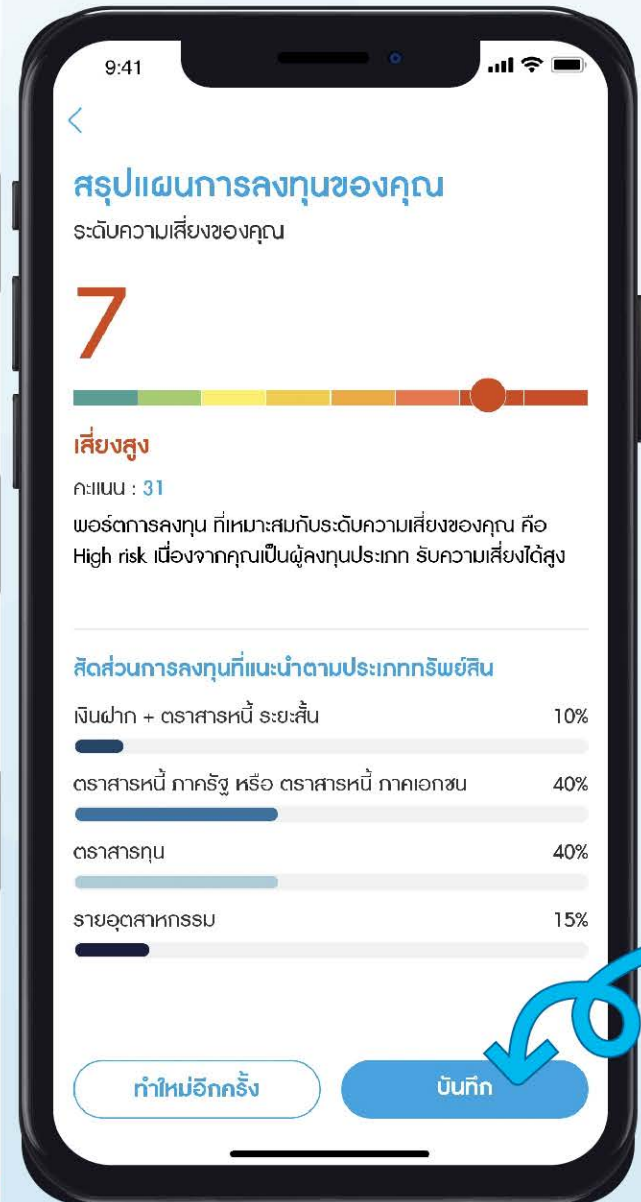 9:41
สรุปแผนการลงทุนของคุณ
ระดับความเสี่ยงของคุณ
7
เสี่ยงสูง
คะแนน : 31
พอร์ตการลงทุน ที่เหมาะสมกับระดับความเสี่ยงของคุณ คือ
High risk เนื่องจากคุณเป็นผู้ลงทุนประเภท รับความเสี่ยงได้สูง
สัดส่วนการลงทุนที่แนะนำตามประเภททรัพย์สิน
เงินฝาก + ตราสารหนี้ ระยะสั้น 10%
ตราสารหนี้ ภาครัฐ หรือ ตราสารหนี้ ภาคเอกชน 40%
ตราสารทุน 40%
รายอุตสาหกรรม 15%
ทำใหม่อีกครั้ง บันทึก